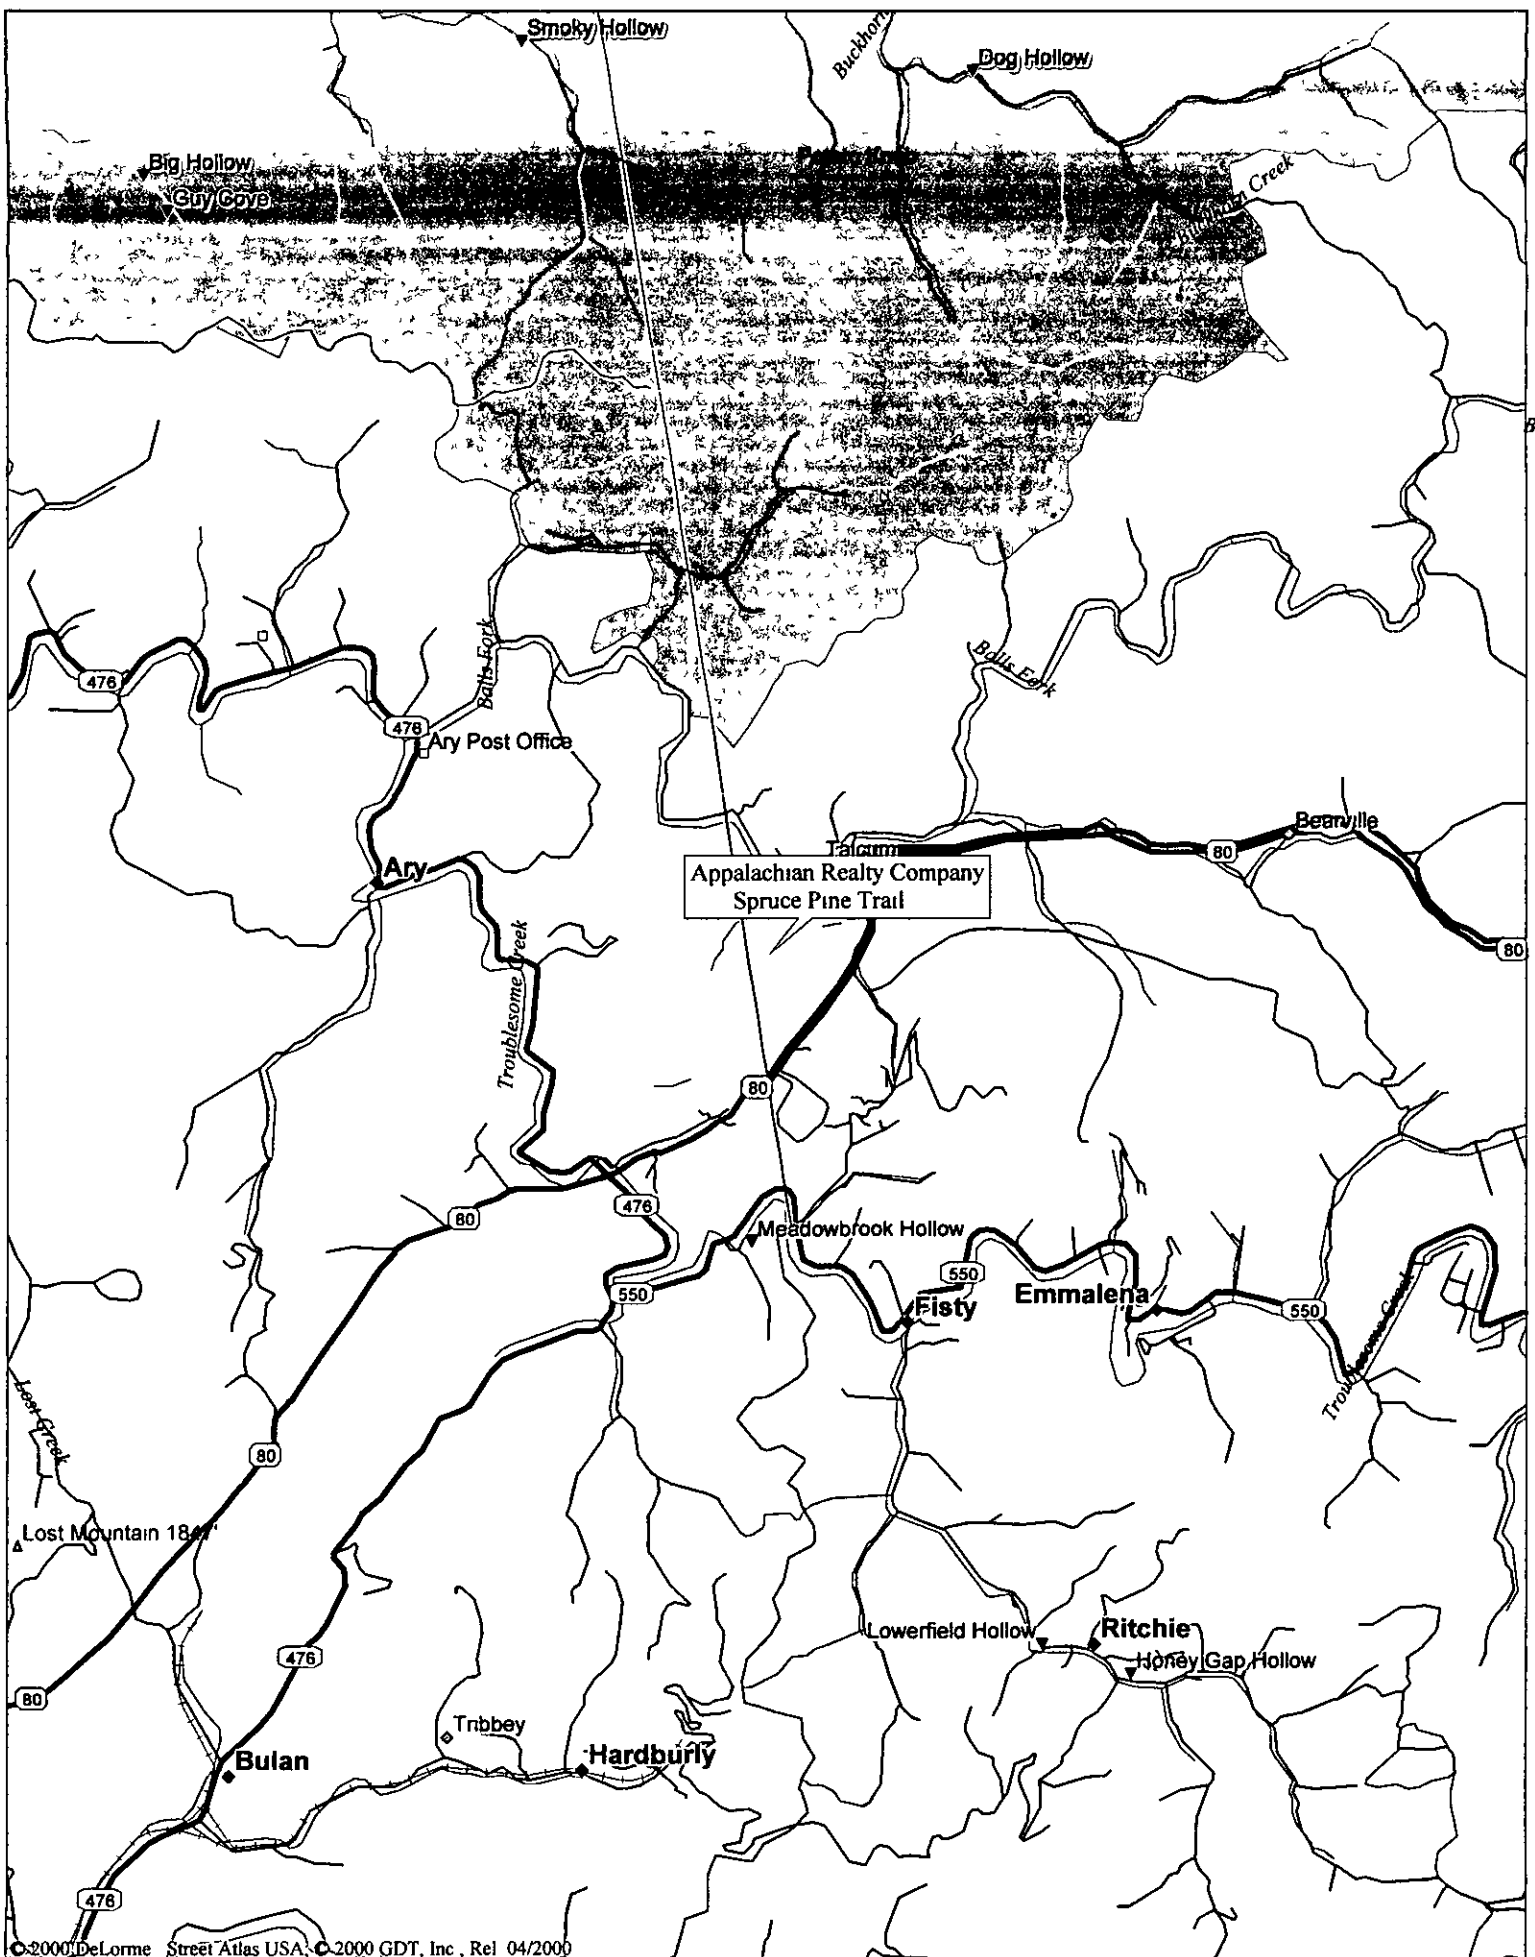 Smoky Hollow
Buckhorn
Dog Hollow
Big Hollow
Guy Cove
Creek
476
476
Balls Fork
Balls Fork
Ary Post Office
Bearville
80
Talcum
Ary
Appalachian Realty Company
Spruce Pine Trail
80
Troublesome Creek
80
476
80
Meadowbrook Hollow
550
550
Emmalena
550
Fisty
Troublesome Creek
Lost Creek
80
Lost Mountain 1847'
Lowerfield Hollow
Ritchie
476
Honey Gap Hollow
80
Tribbey
Bulan
Hardburly
476
© 2000 DeLorme Street Atlas USA; © 2000 GDT, Inc., Rel 04/2000